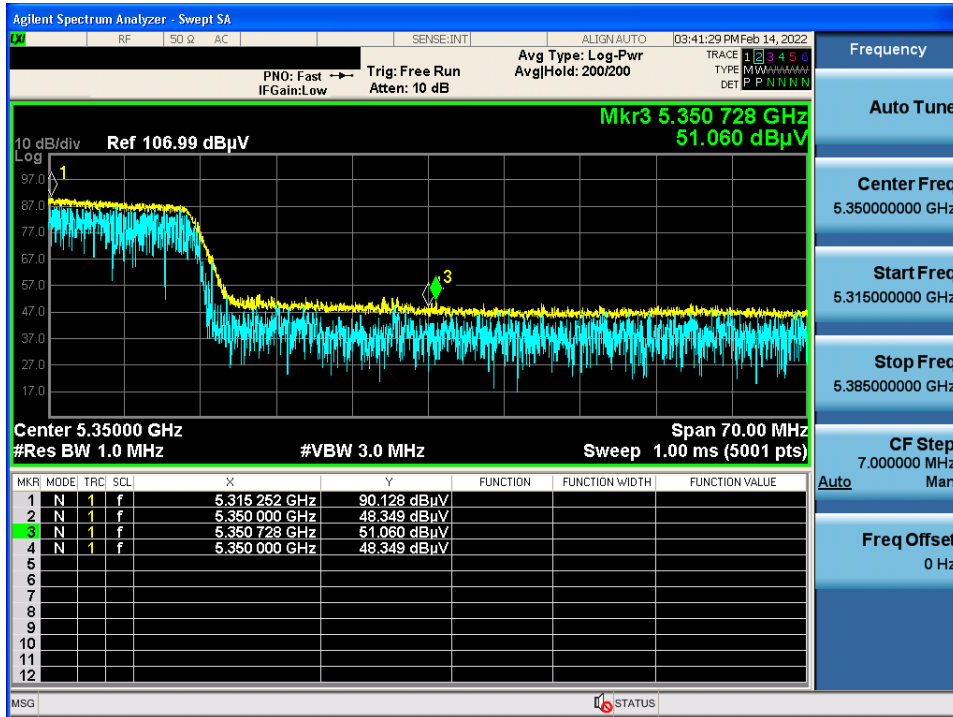 Agilent Spectrum Analyzer - Swept SA
LXI RF 50 Ω AC SENSE:INT ALIGN AUTO 03:41:29 PM Feb 14, 2022
Frequency
PNO: Fast
IFGain:Low
Trig: Free Run
Atten: 10 dB
Avg Type: Log-Pwr
Avg|Hold: 200/200
TRACE 1 2 3 4 5 6
TYPE M W W W W W
DET P P N N N N
Mkr3 5.350 728 GHz
51.060 dBµV
10 dB/div Ref 106.99 dBµV
Log
97.0
87.0
77.0
67.0
57.0
47.0
37.0
27.0
17.0
1
3
Center 5.35000 GHz Span 70.00 MHz
#Res BW 1.0 MHz #VBW 3.0 MHz Sweep 1.00 ms (5001 pts)
MKR MODE TRC SCL X Y FUNCTION FUNCTION WIDTH FUNCTION VALUE
1 N 1 f 5.315 252 GHz 90.128 dBµV
2 N 1 f 5.350 000 GHz 48.349 dBµV
3 N 1 f 5.350 728 GHz 51.060 dBµV
4 N 1 f 5.350 000 GHz 48.349 dBµV
5
6
7
8
9
10
11
12
MSG STATUS
Auto Tune
Center Freq
5.350000000 GHz
Start Freq
5.315000000 GHz
Stop Freq
5.385000000 GHz
CF Step
7.000000 MHz
Auto Man
Freq Offset
0 Hz